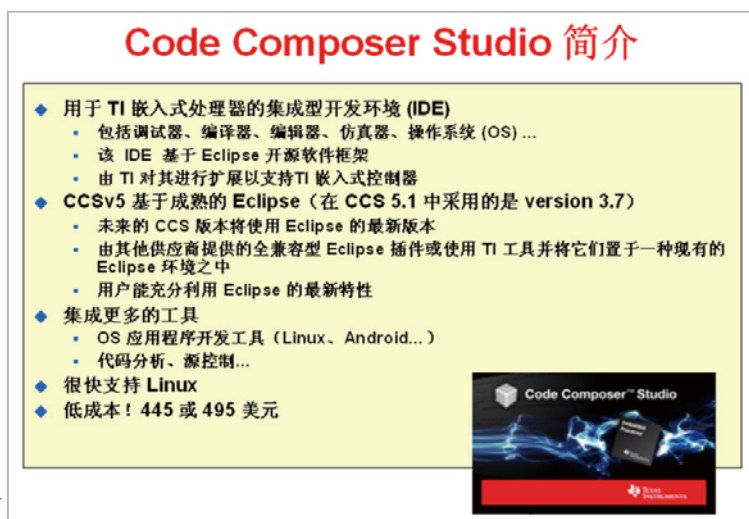 Code Composer Studio 简介
用于 TI 嵌入式处理器的集成型开发环境 (IDE)
包括调试器、编译器、编辑器、仿真器、操作系统 (OS) ...
该 IDE 基于 Eclipse 开源软件框架
由 TI 对其进行扩展以支持TI 嵌入式控制器
CCSv5 基于成熟的 Eclipse（在 CCS 5.1 中采用的是 version 3.7）
未来的 CCS 版本将使用 Eclipse 的最新版本
由其他供应商提供的全兼容型 Eclipse 插件或使用 TI 工具并将它们置于一种现有的
Eclipse 环境之中
用户能充分利用 Eclipse 的最新特性
集成更多的工具
OS 应用程序开发工具（Linux、Android...）
代码分析、源控制...
很快支持 Linux
低成本！445 或 495 美元
Code Composer™ Studio
Embedded
Processor
TEXAS
INSTRUMENTS